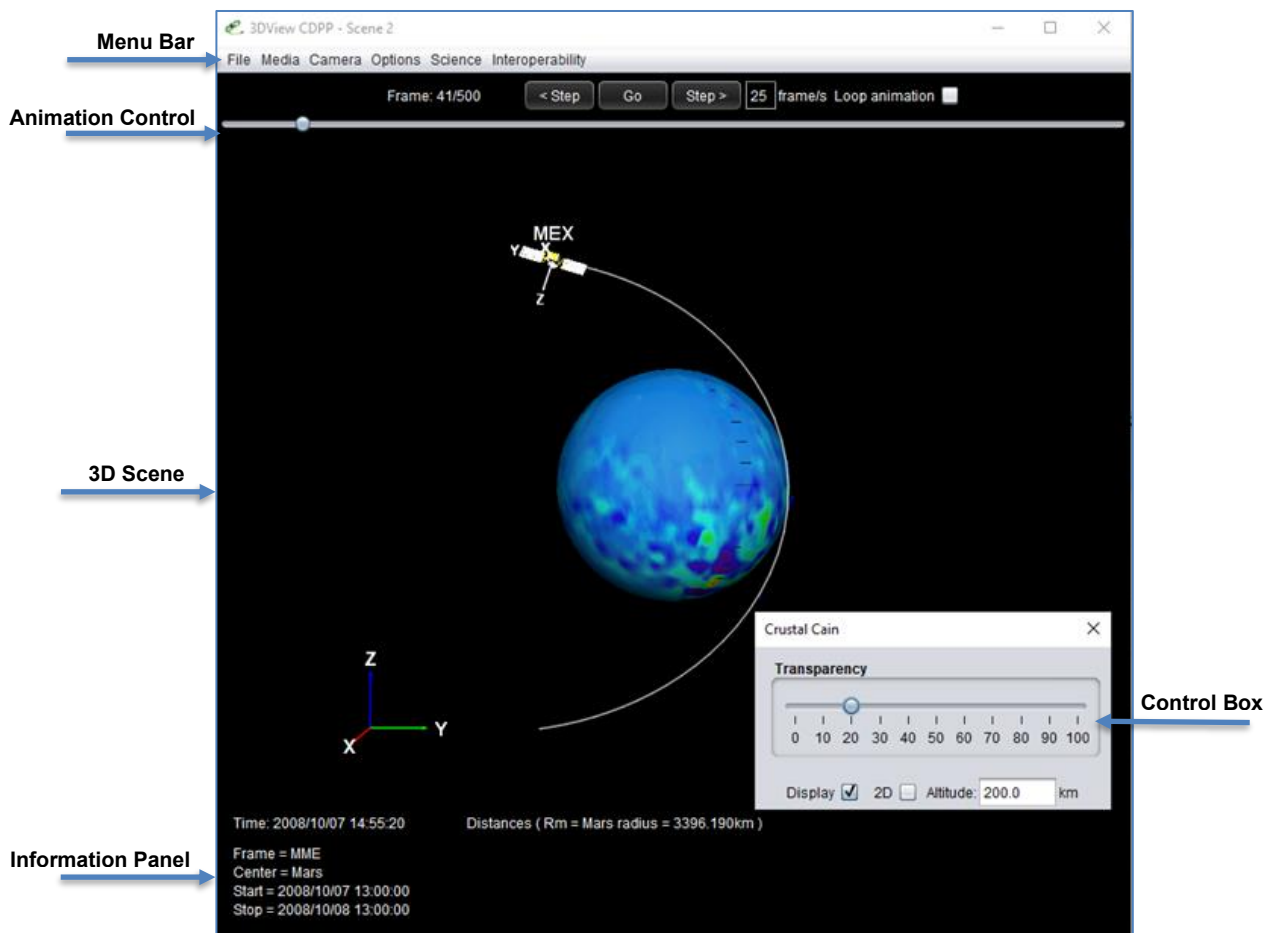 3DView CDPP - Scene 2
Menu Bar
File Media Camera Options Science Interoperability
Frame: 41/500 < Step Go Step > 25 frame/s Loop animation
Animation Control
MEX
X
Y
Z
3D Scene
Crustal Cain
Transparency
0 10 20 30 40 50 60 70 80 90 100
Control Box
Display 2D Altitude: 200.0 km
Z
Y
X
Time: 2008/10/07 14:55:20 Distances ( Rm = Mars radius = 3396.190km )
Information Panel
Frame = MME
Center = Mars
Start = 2008/10/07 13:00:00
Stop = 2008/10/08 13:00:00